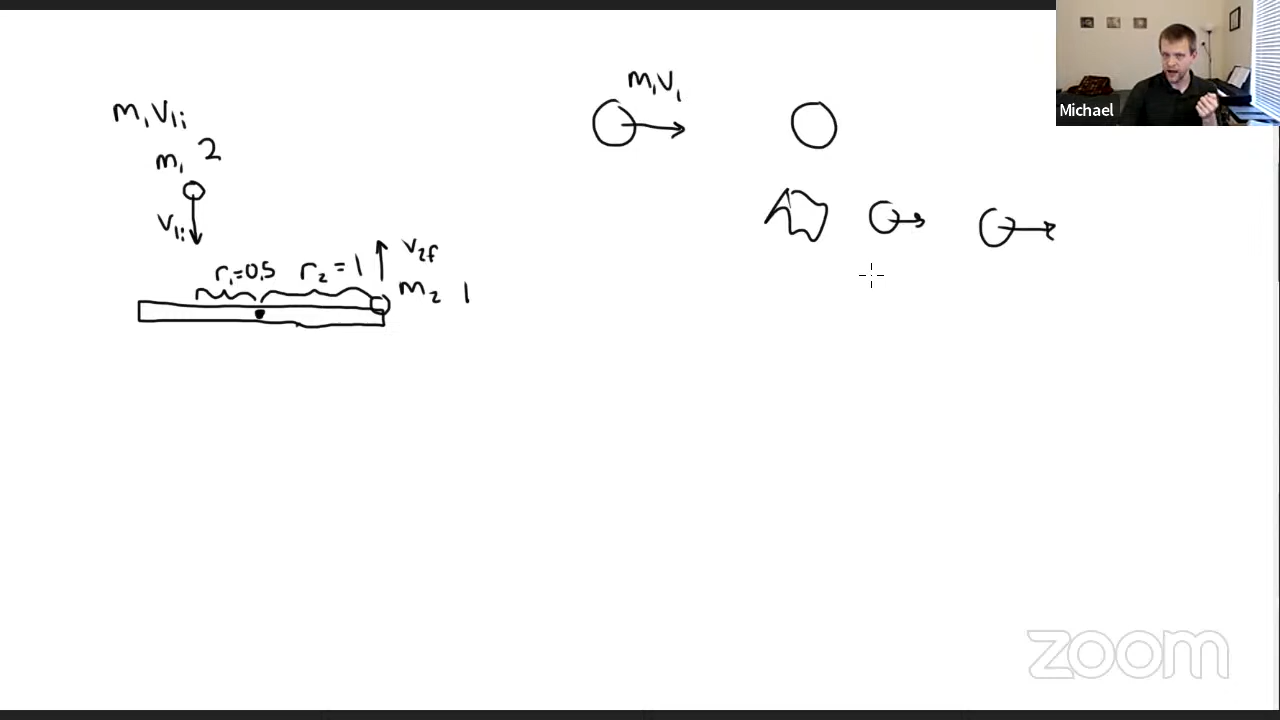 m₁v₁
Michael
m₁v₁ᵢ
m₁ 2
v₁ᵢ
v₂f
r₁=0.5 r₂=1
m₂ 1
zoom